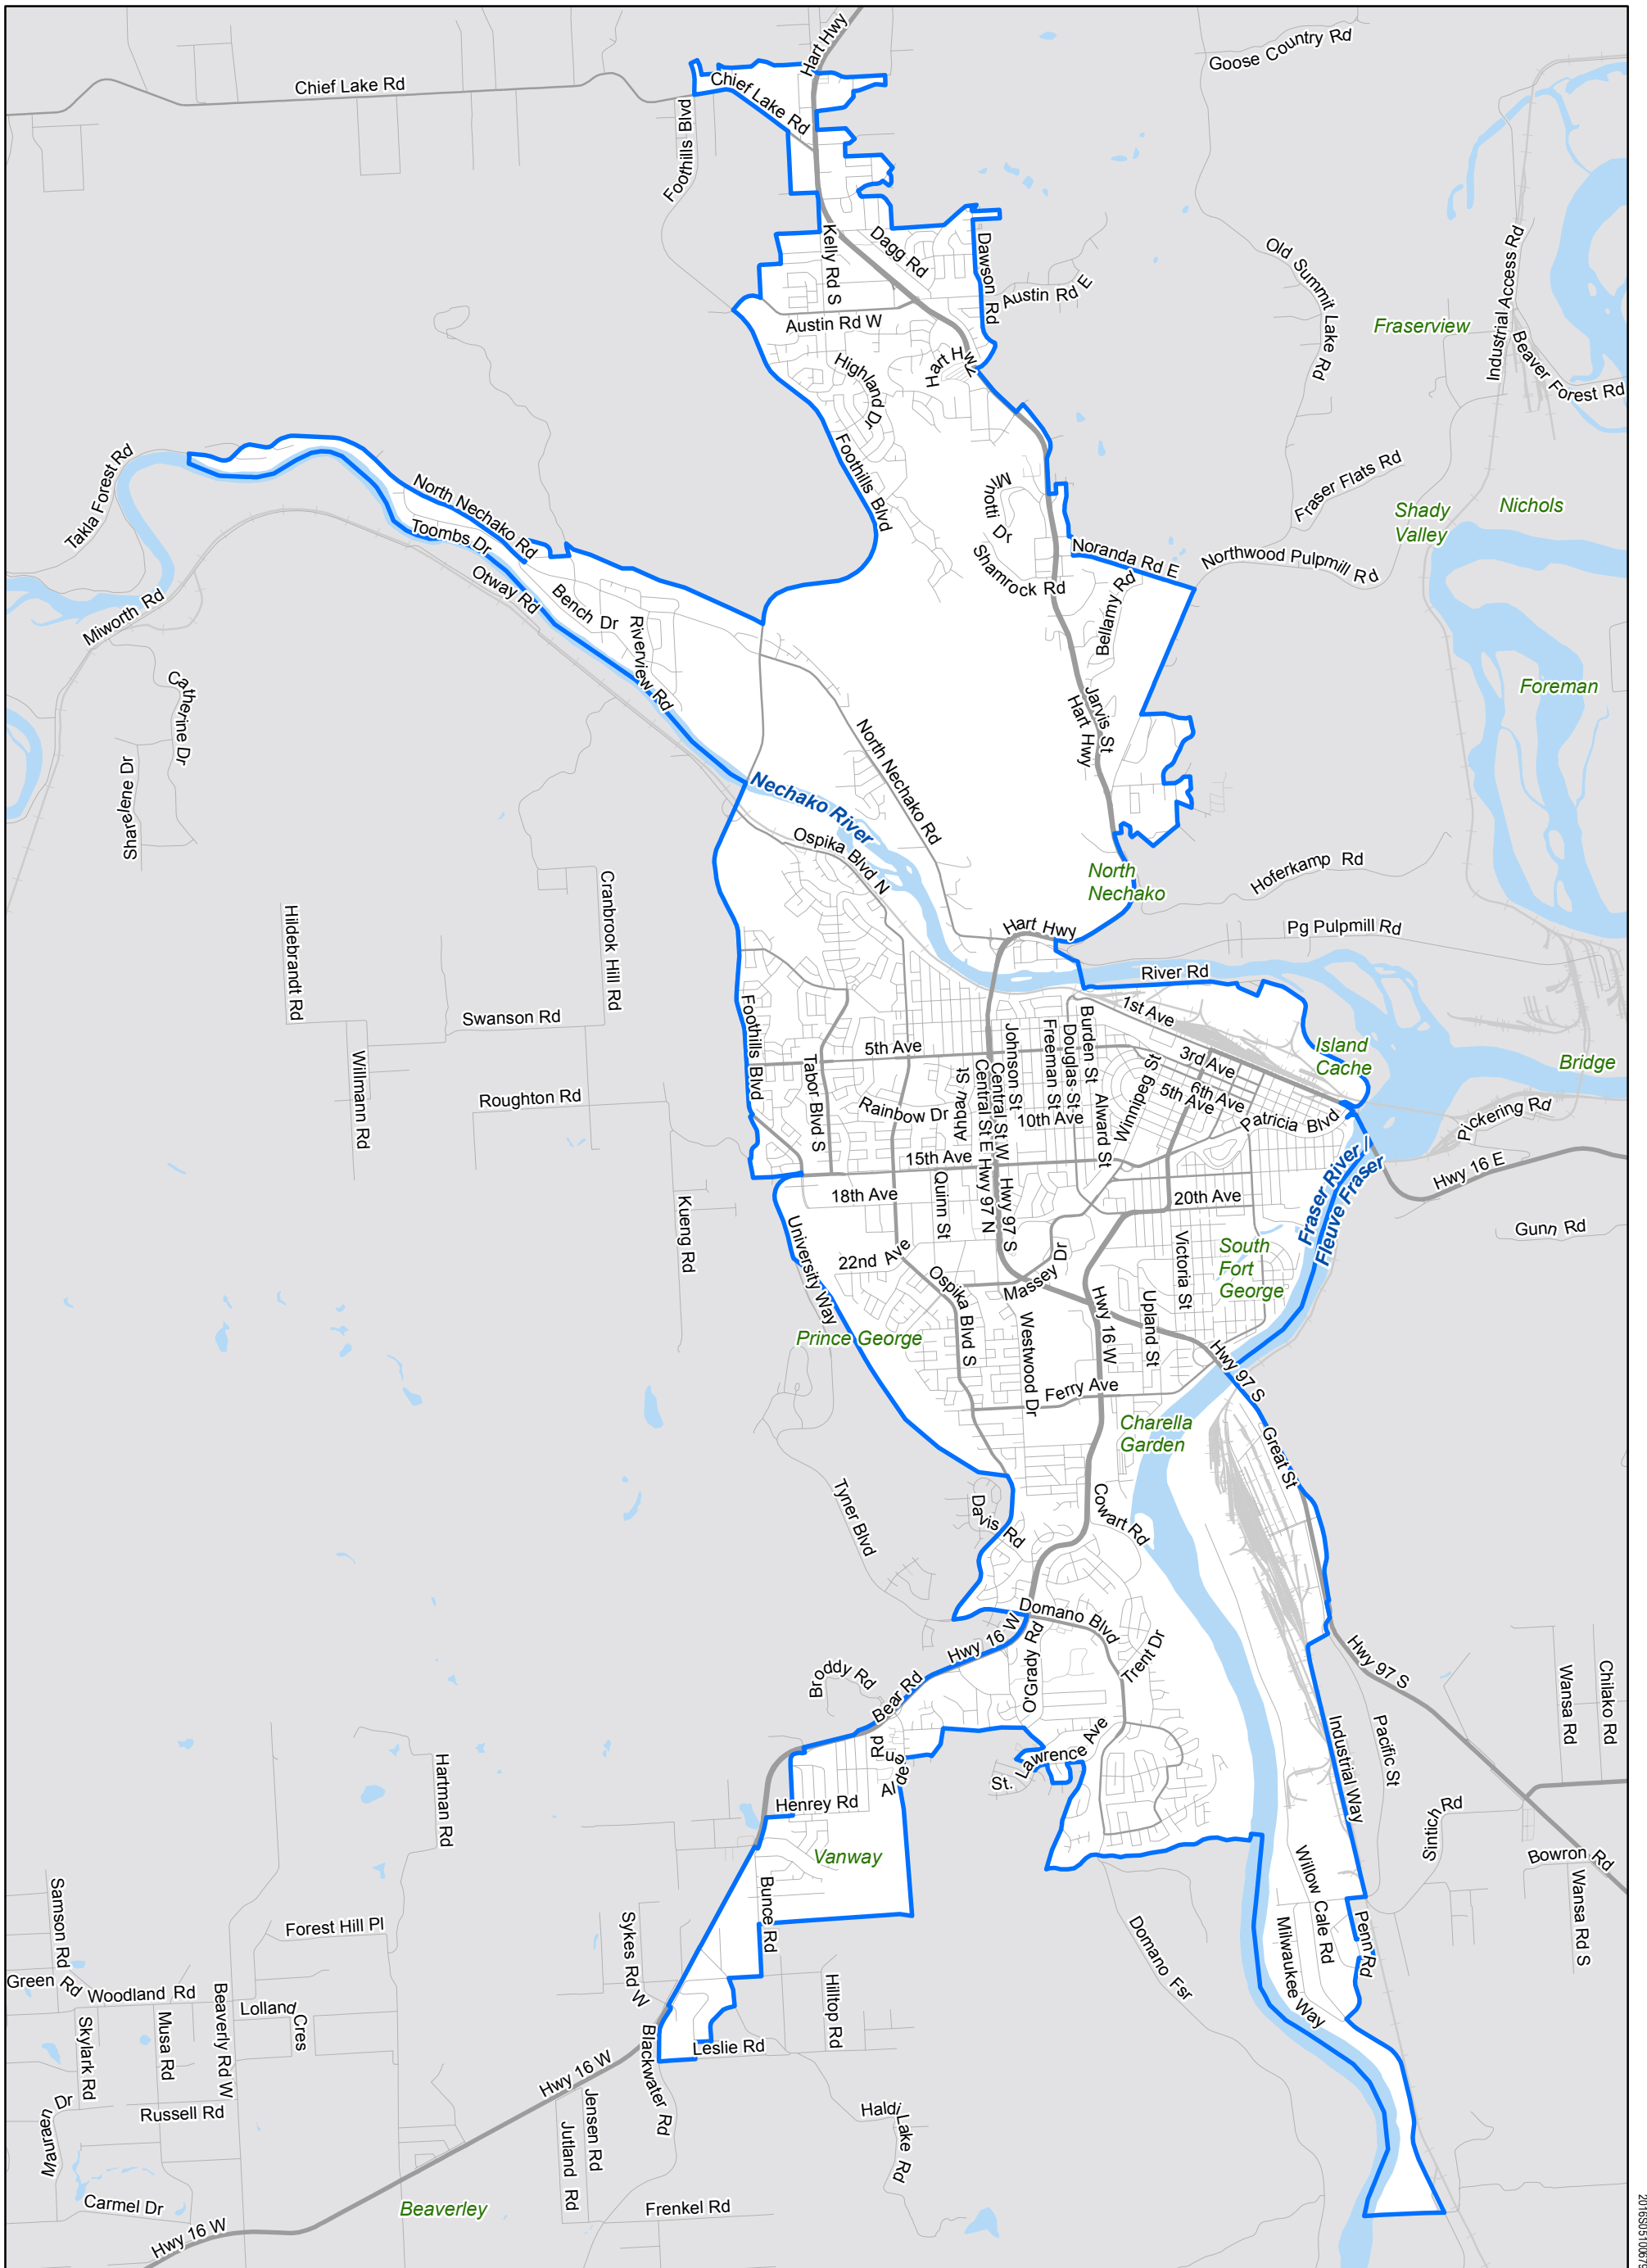 Hart Hwy
Goose Country Rd
Chief Lake Rd
Chief Lake Rd
Foothills Blvd
Kelly Rd S
Dagg Rd
Dawson Rd
Austin Rd E
Old Summit Lake Rd
Industrial Access Rd
Fraserview
Beaver Forest Rd
Austin Rd W
Highland Dr
Hart Hwy
Foothills Blvd
Takla Forest Rd
North Nechako Rd
Toombs Dr
Otway Rd
Minotti Dr
Shamrock Rd
Noranda Rd E
Fraser Flats Rd
Shady
Valley
Nichols
Northwood Pulpmill Rd
Miworth Rd
Bench Dr
Riverview Rd
Bellamy Rd
Catherine Dr
Sharelene Dr
Foreman
Jarvis St
Hart Hwy
North Nechako Rd
Nechako River
Ospika Blvd N
North
Nechako
Hoferkamp Rd
Cranbrook Hill Rd
Hildebrandt Rd
Hart Hwy
Pg Pulpmill Rd
River Rd
Swanson Rd
Willmann Rd
Foothills Blvd
1st Ave
Burden St
Douglas St
Freeman St
Johnson St
5th Ave
3rd Ave
Island
Cache
Bridge
Tabor Blvd S
Central St W
Central St E
Ahbau St
Roughton Rd
Rainbow Dr
10th Ave
Alward St
Winnipeg St
6th Ave
5th Ave
Patricia Blvd
Pickering Rd
15th Ave
Hwy 16 E
Fraser River /
Fleuve Fraser
18th Ave
Quinn St
Hwy 97 N
Hwy 97 S
20th Ave
Kueng Rd
University Way
22nd Ave
Gunn Rd
Massey Dr
Victoria St
South
Fort
George
Ospika Blvd S
Prince George
Westwood Dr
Hwy 16 W
Upland St
Hwy 97 S
Ferry Ave
Charella
Garden
Great St
Tyner Blvd
Davis Rd
Cowart Rd
Domano Blvd
Hwy 16 W
O'Grady Rd
Trent Dr
Hwy 97 S
Broddy Rd
Bear Rd
Wansa Rd
Chilako Rd
St. Lawrence Ave
Alden Rd
Industrial Way
Pacific St
Hartman Rd
Henrey Rd
Sintich Rd
Vanway
Bowron Rd
Wansa Rd S
Samson Rd
Forest Hill Pl
Bunce Rd
Sykes Rd W
Willow Cale Rd
Penn Rd
Milwaukee Way
Domano Fsr
Green Rd
Woodland Rd
Lolland Cres
Beaverly Rd W
Skylark Rd
Musa Rd
Hilltop Rd
Leslie Rd
Blackwater Rd
Hwy 16 W
Maureen Dr
Russell Rd
Jensen Rd
Jutland Rd
Haldi Lake Rd
Carmel Dr
Beaverley
Frenkel Rd
Hwy 16 W